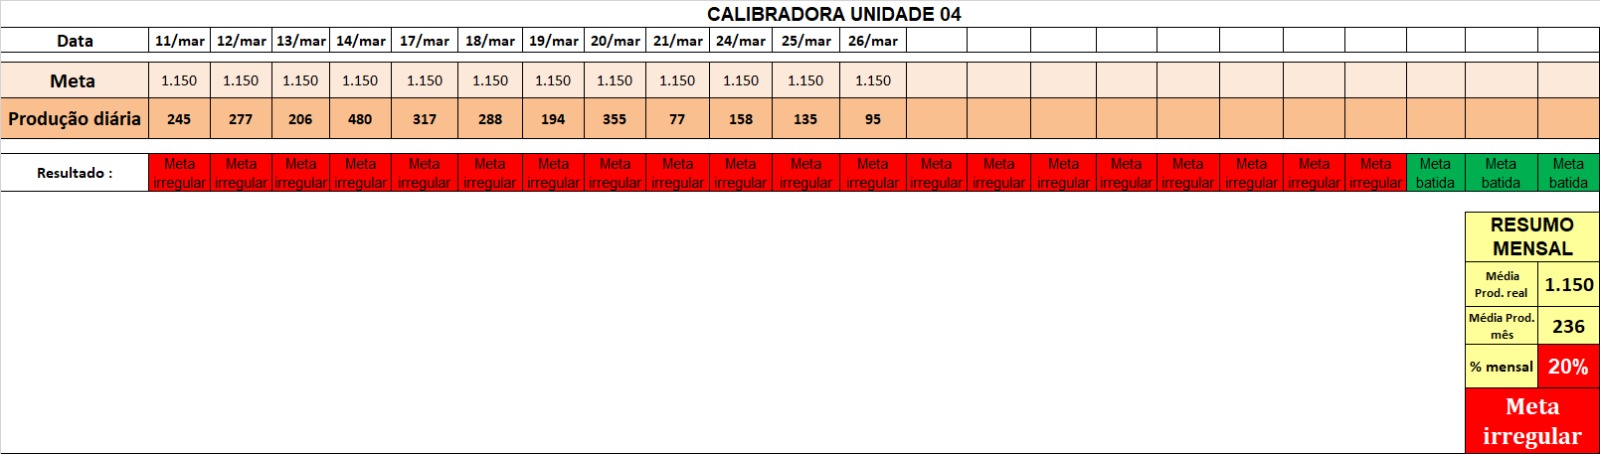 CALIBRADORA UNIDADE 04
Data 11/mar 12/mar 13/mar 14/mar 17/mar 18/mar 19/mar 20/mar 21/mar 24/mar 25/mar 26/mar
Meta 1.150 1.150 1.150 1.150 1.150 1.150 1.150 1.150 1.150 1.150 1.150 1.150
Produção diária 245 277 206 480 317 288 194 355 77 158 135 95
Meta Meta Meta Meta Meta Meta Meta Meta Meta Meta Meta Meta Meta Meta Meta Meta Meta Meta Meta Meta Meta Meta Meta
Resultado :
irregular irregular irregular irregular irregular irregular irregular irregular irregular irregular irregular irregular irregular irregular irregular irregular irregular irregular irregular irregular batida batida batida
RESUMO
MENSAL
Média
Prod. real 1.150
Média Prod.
mês 236
% mensal 20%
Meta
irregular